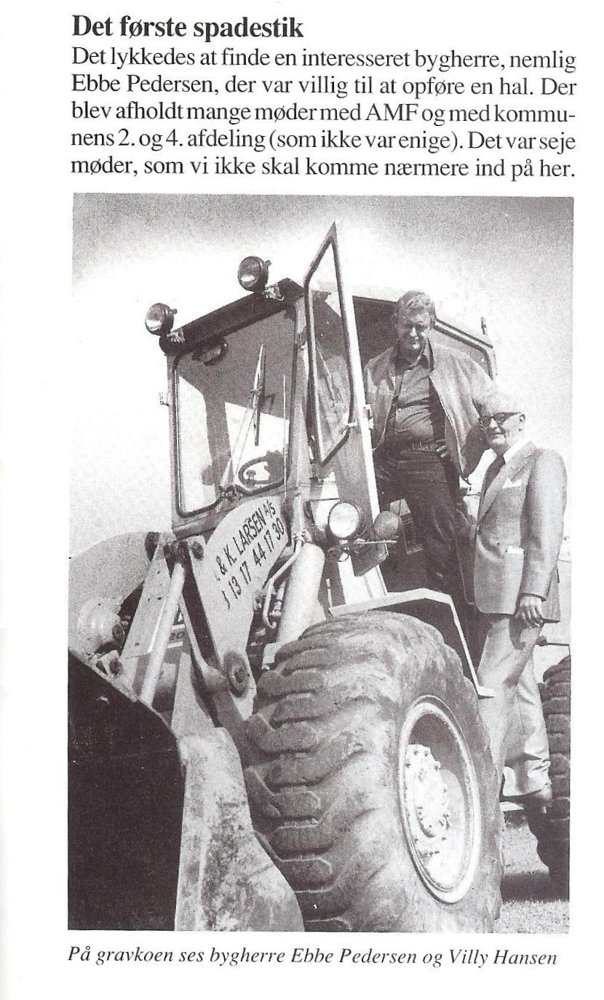 Det første spadestik
Det lykkedes at finde en interesseret bygherre, nemlig
Ebbe Pedersen, der var villig til at opføre en hal. Der
blev afholdt mange møder med AMF og med kommu-
nens 2. og 4. afdeling (som ikke var enige). Det var seje
møder, som vi ikke skal komme nærmere ind på her.
& K. LARSEN A/S
13 17 44 17 30
20
På gravkoen ses bygherre Ebbe Pedersen og Villy Hansen